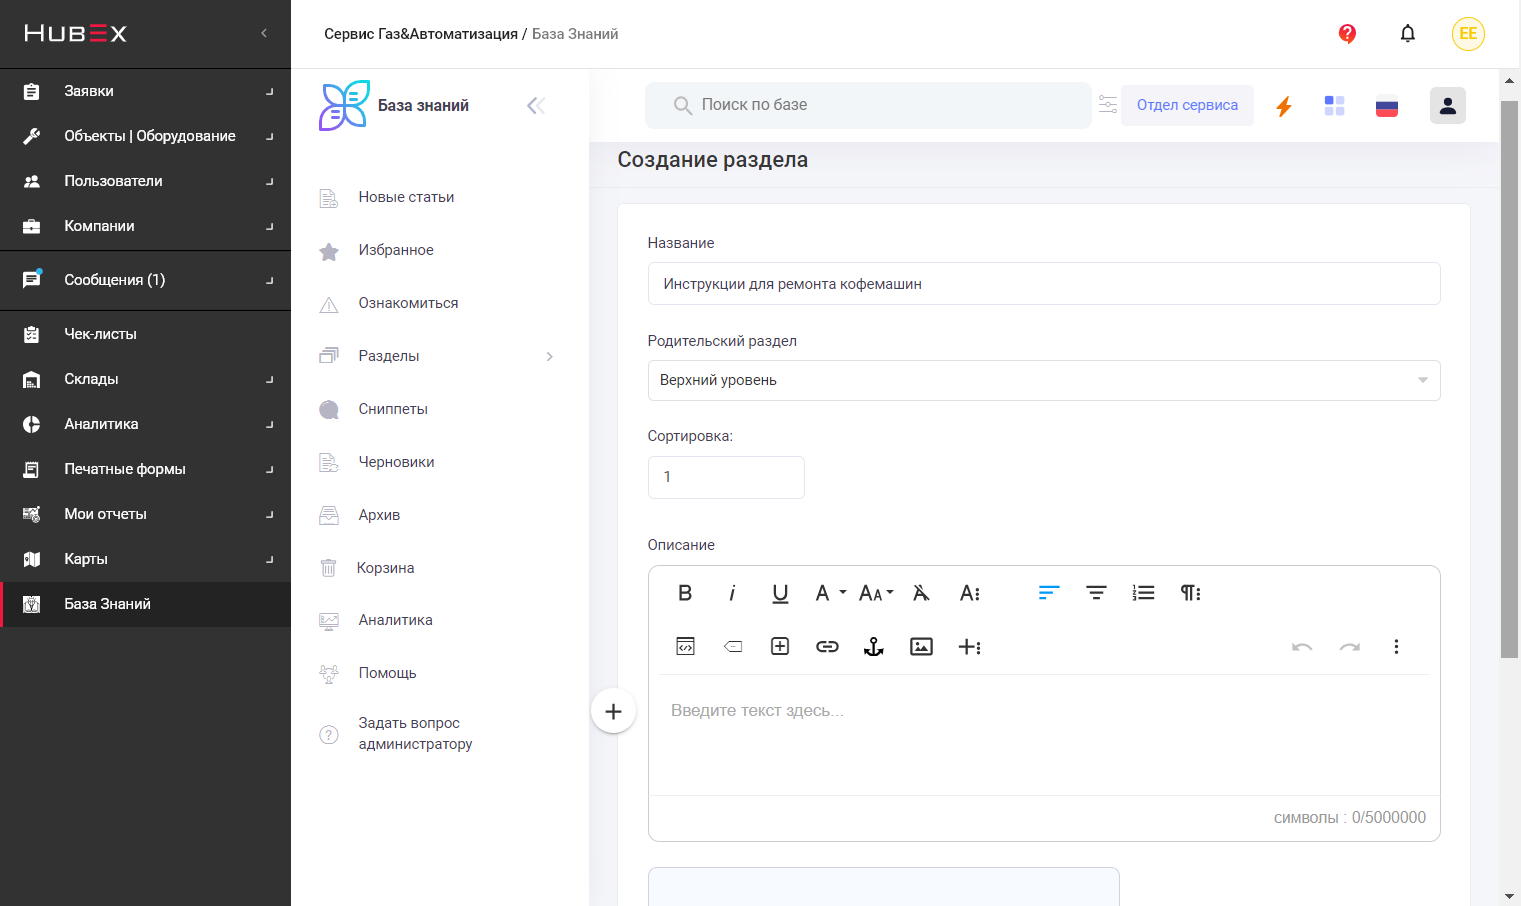 HUBEX
Сервис Газ&Автоматизация / База Знаний
EE
Заявки
Объекты | Оборудование
Пользователи
Компании
Сообщения (1)
Чек-листы
Склады
Аналитика
Печатные формы
Мои отчеты
Карты
База Знаний
База знаний
Новые статьи
Избранное
Ознакомиться
Разделы
Сниппеты
Черновики
Архив
Корзина
Аналитика
Помощь
Задать вопрос
администратору
Поиск по базе
Отдел сервиса
Создание раздела
Название
Инструкции для ремонта кофемашин
Родительский раздел
Верхний уровень
Сортировка:
1
Описание
Введите текст здесь...
символы : 0/5000000